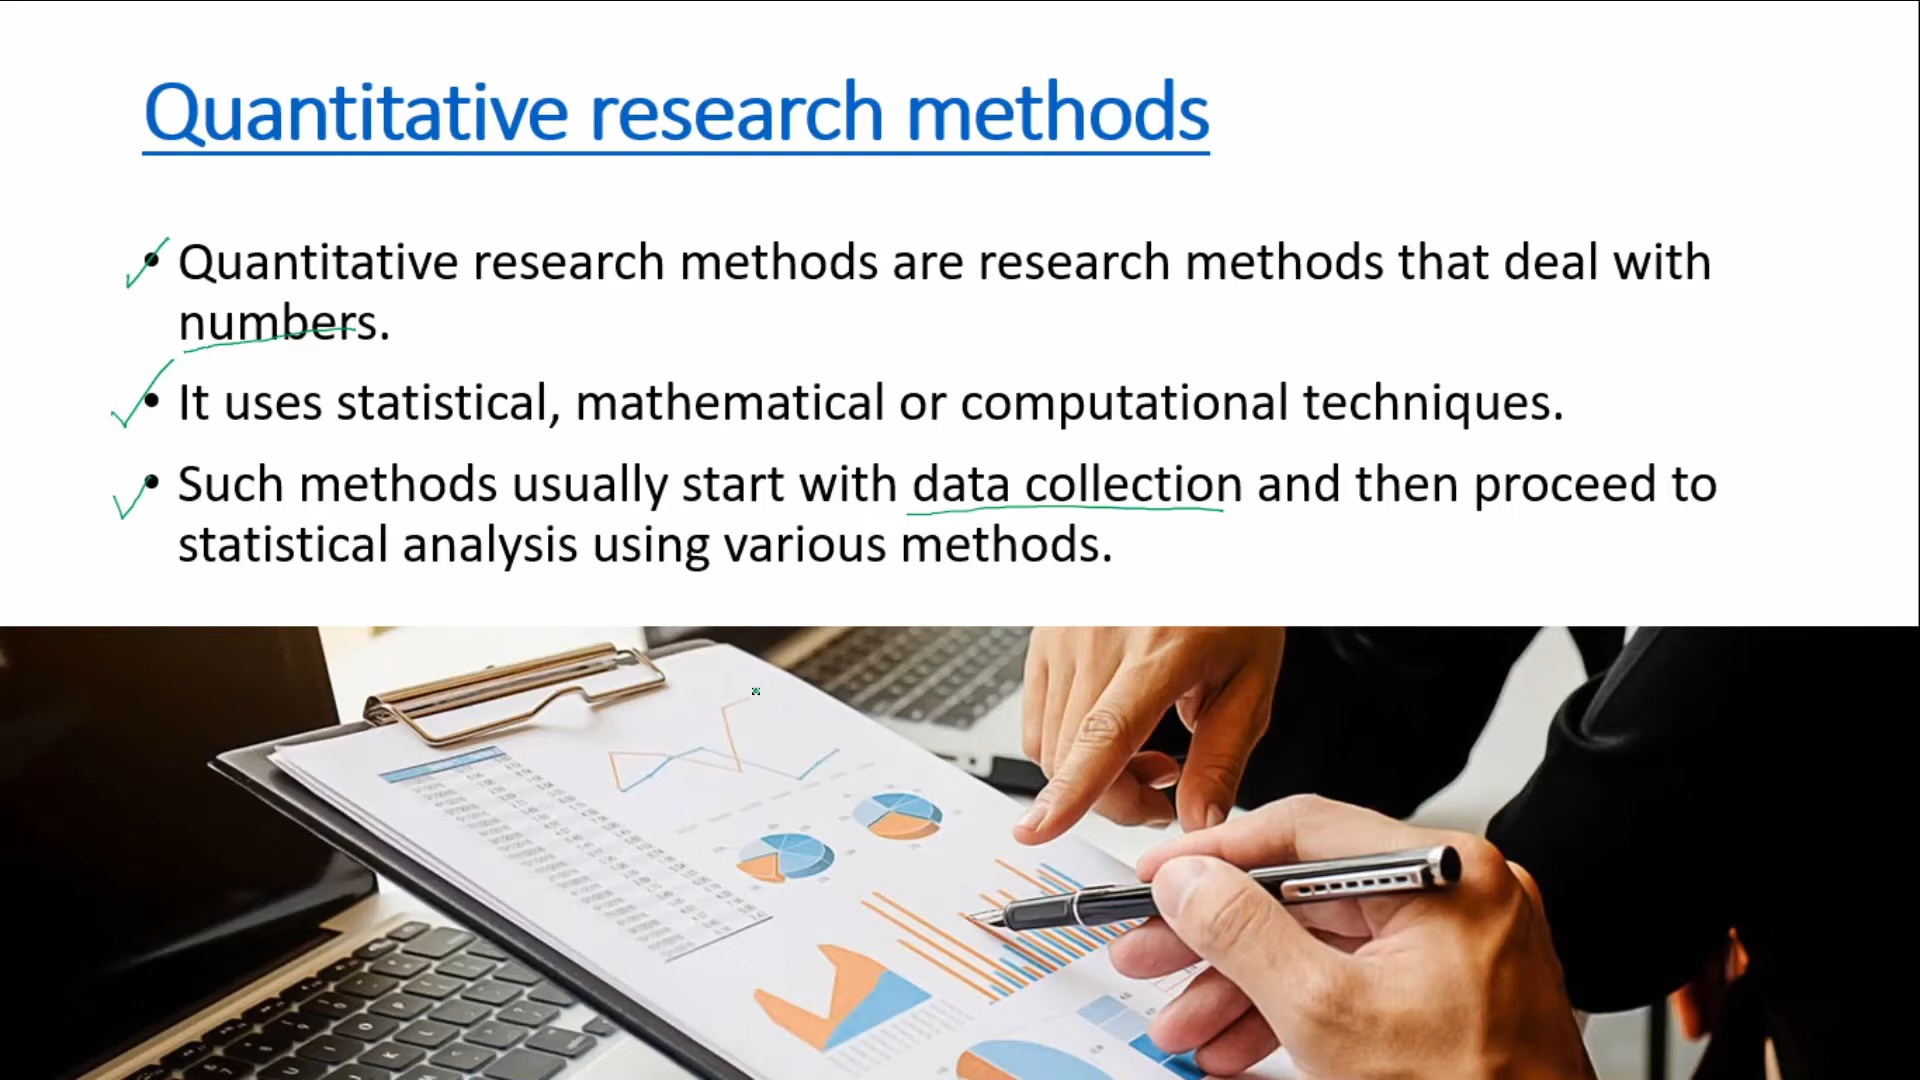 Quantitative research methods
• Quantitative research methods are research methods that deal with
numbers.
• It uses statistical, mathematical or computational techniques.
• Such methods usually start with data collection and then proceed to
statistical analysis using various methods.